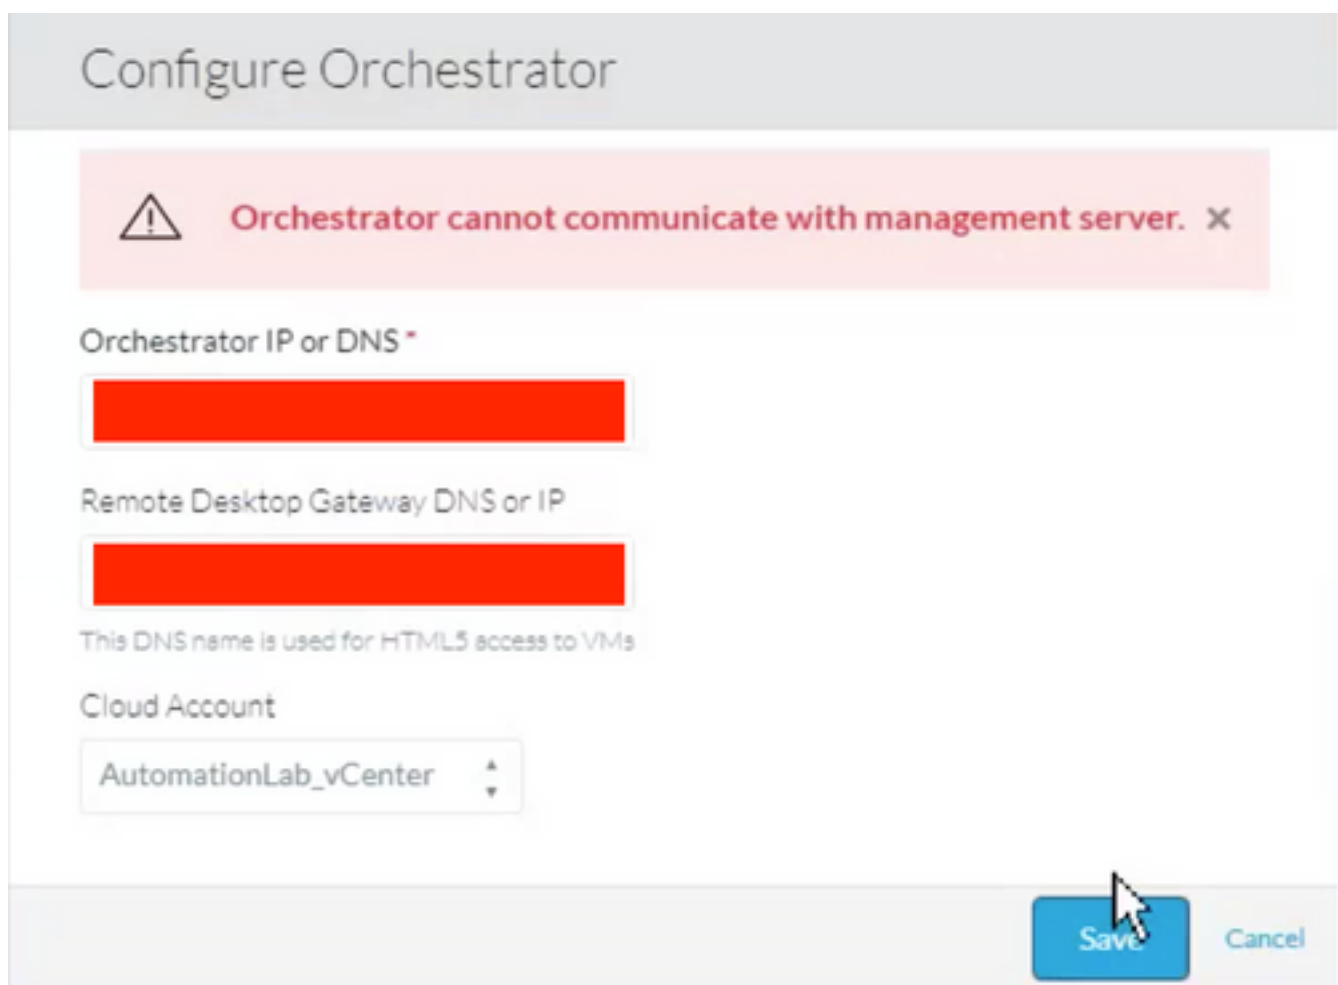 Configure Orchestrator
Orchestrator cannot communicate with management server. ×
Orchestrator IP or DNS *
Remote Desktop Gateway DNS or IP
This DNS name is used for HTML5 access to VMs
Cloud Account
AutomationLab_vCenter
Save Cancel